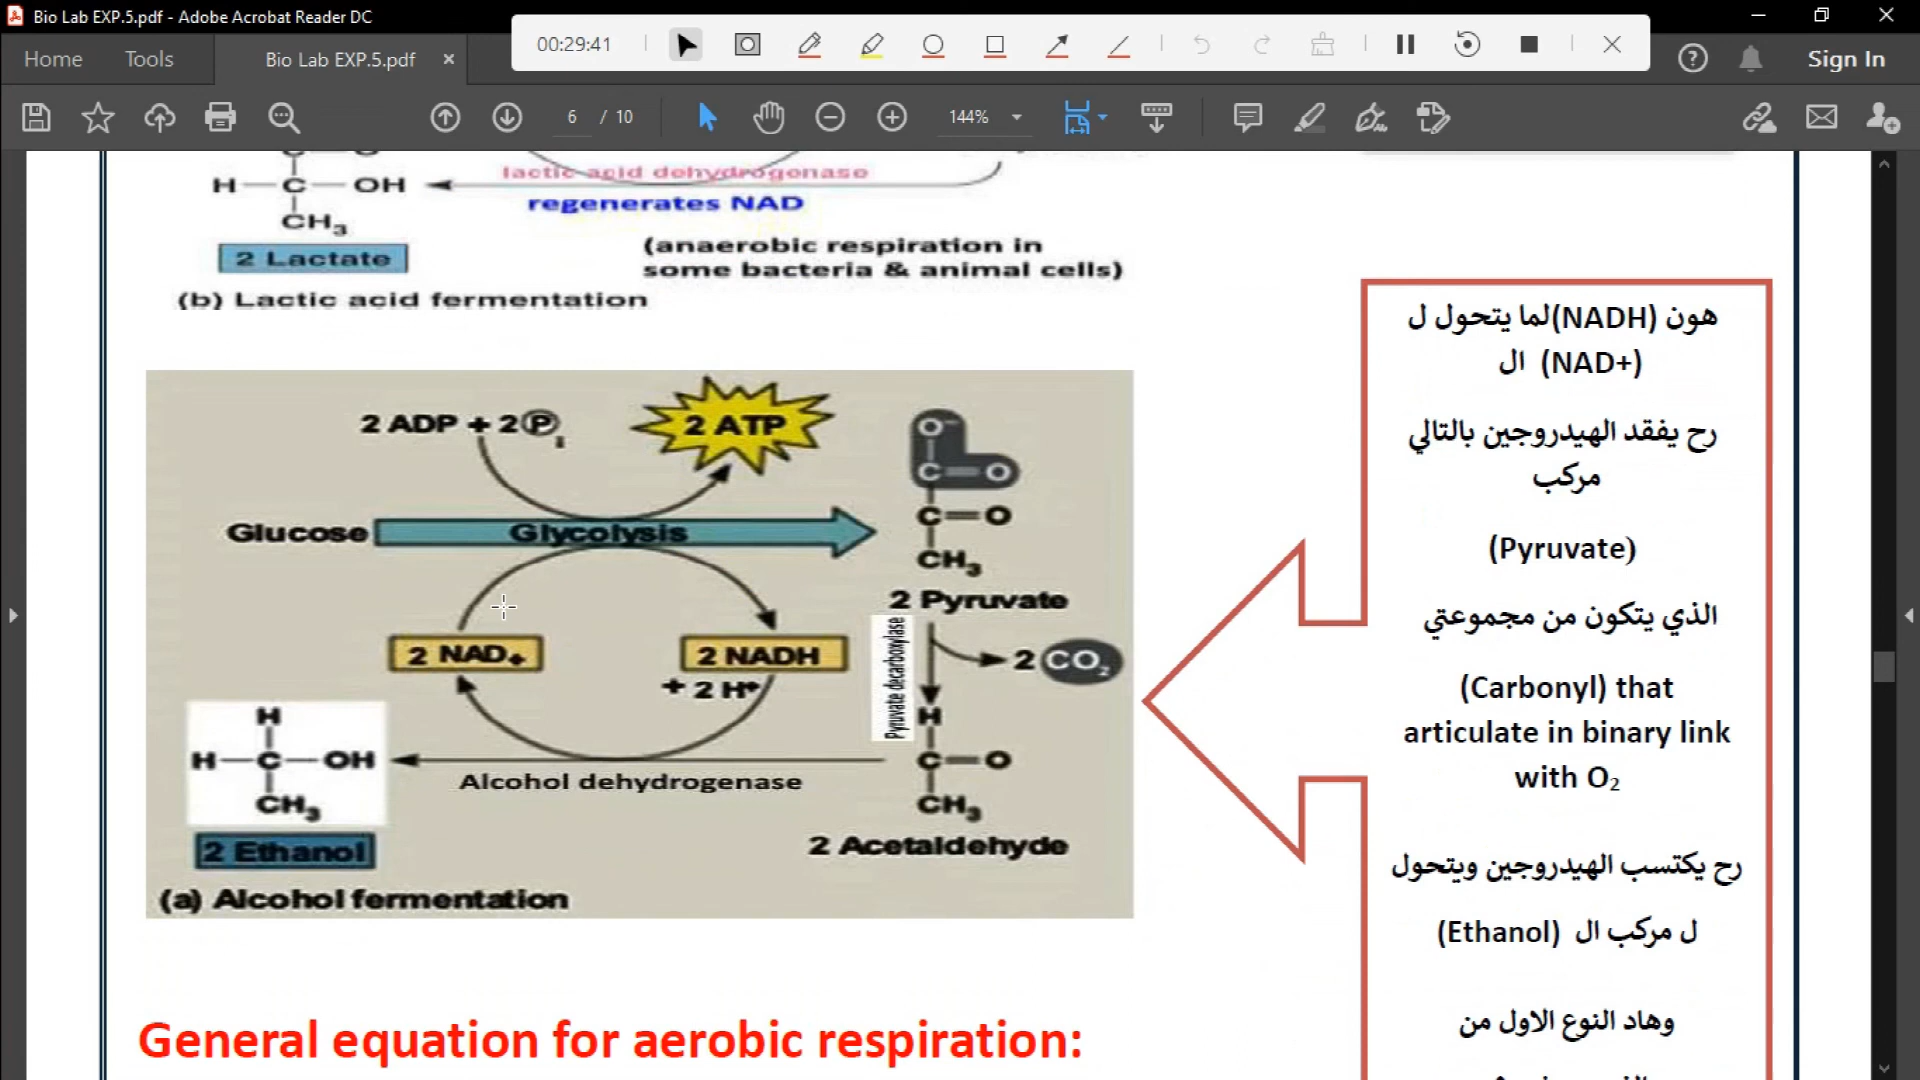 Bio Lab EXP.5.pdf - Adobe Acrobat Reader DC
00:29:41
Home
Tools
Bio Lab EXP.5.pdf
Sign In
6 / 10
144%
lactic acid dehydrogenase
H — C — OH
regenerates NAD
CH3
(anaerobic respiration in
2 Lactate
some bacteria & animal cells)
(b) Lactic acid fermentation
2 ADP + 2 Pi
2 ATP
O-
C=O
Glucose
Glycolysis
C=O
CH3
2 Pyruvate
2 NAD+
2 NADH
+ 2 H+
Pyruvate decarboxylase
2 CO2
H
H — C — OH
CH3
2 Ethanol
Alcohol dehydrogenase
H
C=O
CH3
2 Acetaldehyde
(a) Alcohol fermentation
هون (NADH)لما يتحول ل
(NAD+) ال
رح يفقد الهيدروجين بالتالي
مركب
(Pyruvate)
الذي يتكون من مجموعتي
(Carbonyl) that
articulate in binary link
with O2
رح يكتسب الهيدروجين ويتحول
ل مركب ال (Ethanol)
وهاد النوع الاول من
General equation for aerobic respiration: